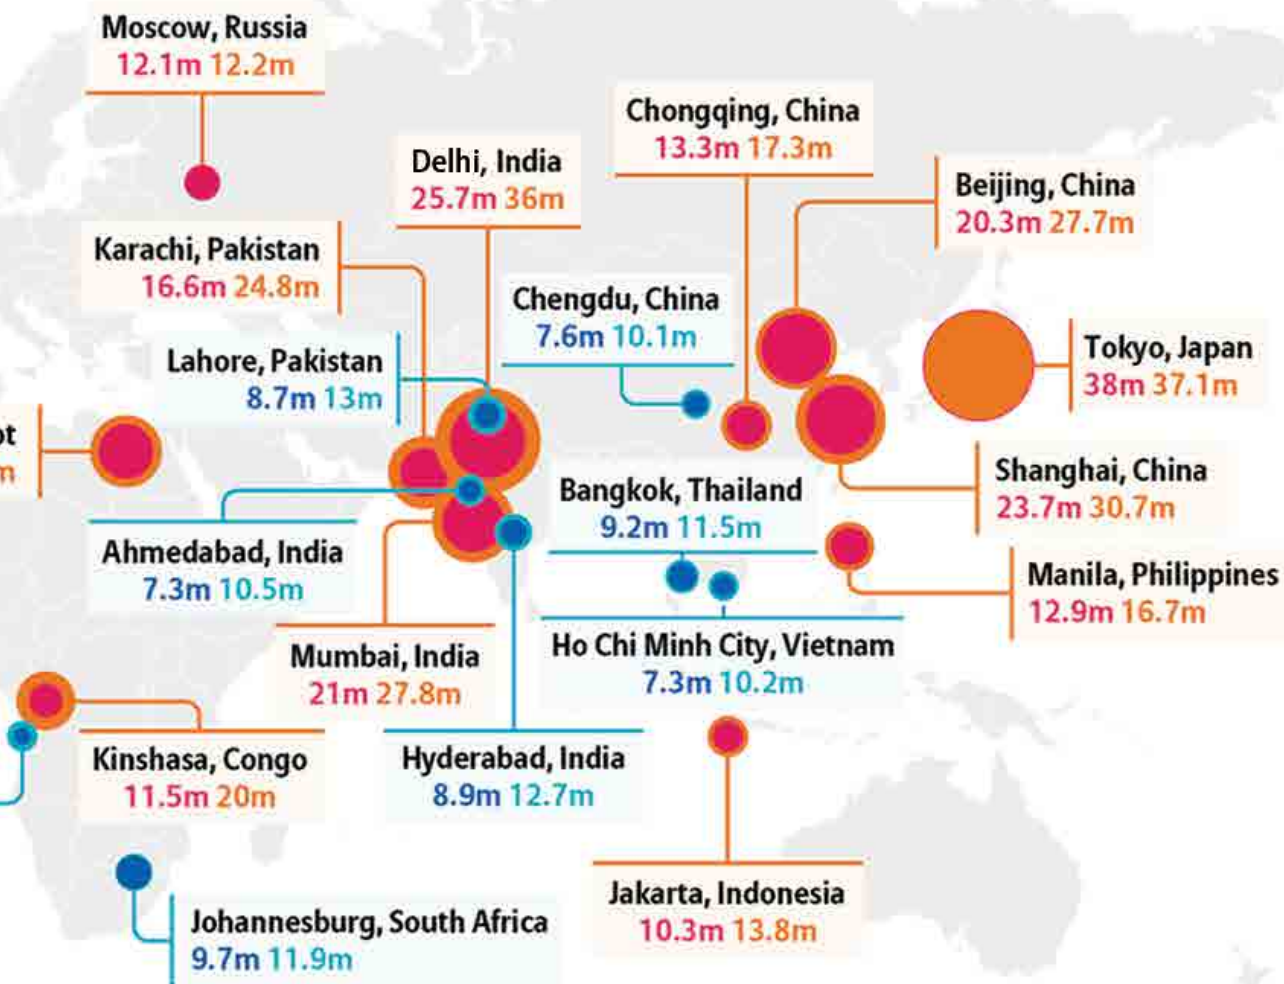 Moscow, Russia
12.1m 12.2m
Chongqing, China
13.3m 17.3m
Delhi, India
25.7m 36m
Beijing, China
20.3m 27.7m
Karachi, Pakistan
16.6m 24.8m
Chengdu, China
7.6m 10.1m
Lahore, Pakistan
8.7m 13m
Tokyo, Japan
38m 37.1m
Shanghai, China
23.7m 30.7m
Bangkok, Thailand
9.2m 11.5m
Ahmedabad, India
7.3m 10.5m
Manila, Philippines
12.9m 16.7m
Mumbai, India
21m 27.8m
Ho Chi Minh City, Vietnam
7.3m 10.2m
Kinshasa, Congo
11.5m 20m
Hyderabad, India
8.9m 12.7m
Jakarta, Indonesia
10.3m 13.8m
Johannesburg, South Africa
9.7m 11.9m